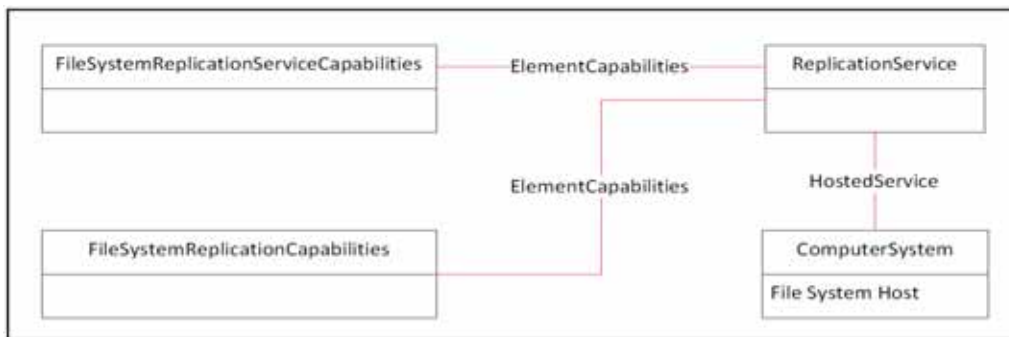 FileSystemReplicationServiceCapabilities
ElementCapabilities
ReplicationService
ElementCapabilities
HostedService
FileSystemReplicationCapabilities
ComputerSystem
File System Host